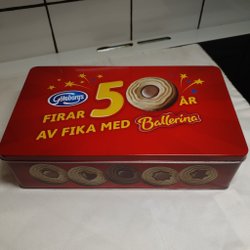 Göteborgs
50 ÅR
FIRAR
AV FIKA MED Ballerina